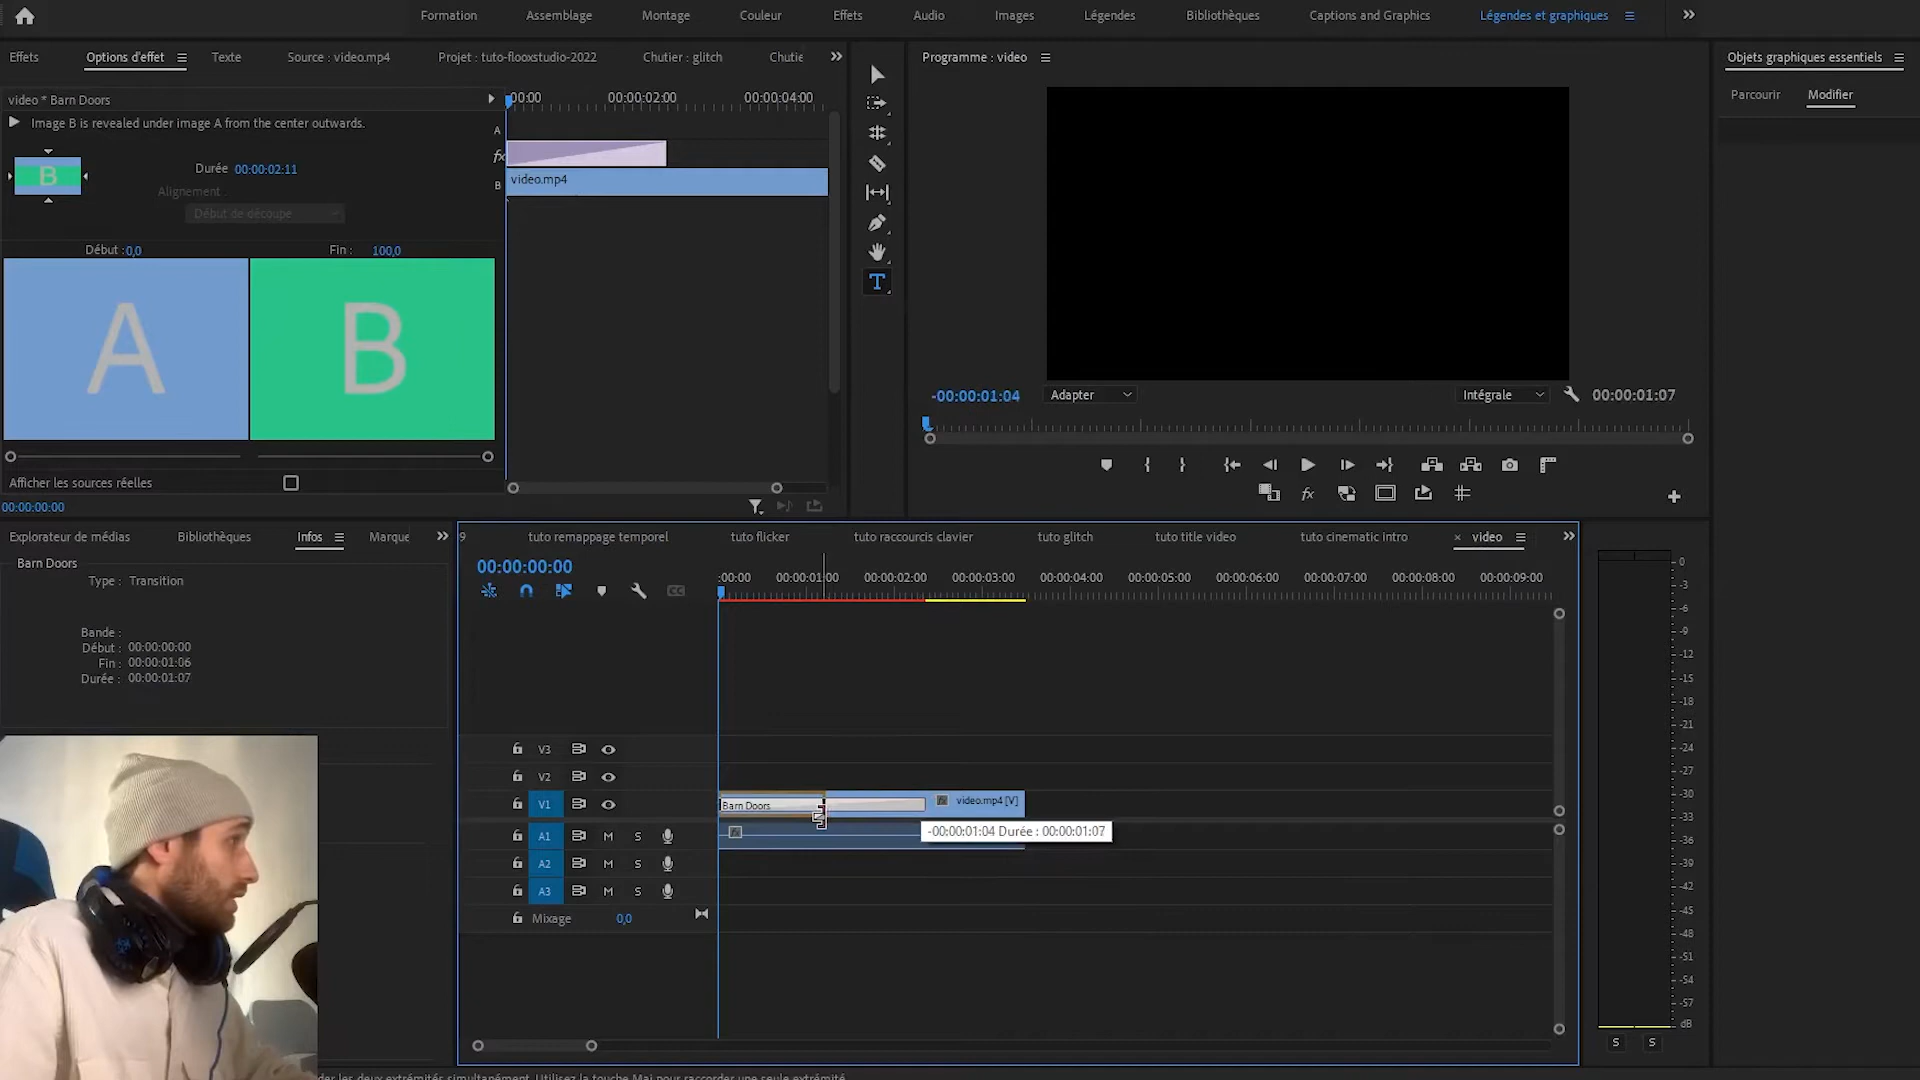 Formation Assemblage Montage Couleur Effets Audio Images Légendes Bibliothèques Captions and Graphics Légendes et graphiques
Effets Options d'effet Texte Source : video.mp4 Projet : tuto-flooxstudio-2022 Chutier : glitch Chutie
Programme : video
Objets graphiques essentiels
Parcourir Modifier
video * Barn Doors
Image B is revealed under image A from the center outwards.
:00:00 00:00:02:00 00:00:04:00
A
fx
B
B
Durée 00:00:02:11
Alignement
Début de découpe
video.mp4
Début : 0,0 Fin : 100,0
A B
Afficher les sources réelles
00:00:00:00
T
-00:00:01:04 Adapter Intégrale 00:00:01:07
fx
Explorateur de médias Bibliothèques Infos Marque
Barn Doors
Type : Transition
Bande :
Début : 00:00:00:00
Fin : 00:00:01:06
Durée : 00:00:01:07
9 tuto remappage temporel tuto flicker tuto raccourcis clavier tuto glitch tuto title video tuto cinematic intro × video
00:00:00:00
:00:00 00:00:01:00 00:00:02:00 00:00:03:00 00:00:04:00 00:00:05:00 00:00:06:00 00:00:07:00 00:00:08:00 00:00:09:00
V3
V2
V1 Barn Doors fx video.mp4 [V]
A1 M S
-00:00:01:04 Durée : 00:00:01:07
A2 M S
A3 M S
Mixage 0,0
0
-3
-6
-9
-12
-15
-18
-21
-24
-27
-30
-33
-36
-39
-42
-45
-48
-51
-54
-57
dB
S S
der les deux extrémités simultanément. Utilisez la touche Maj pour raccorder une seule extrémité.